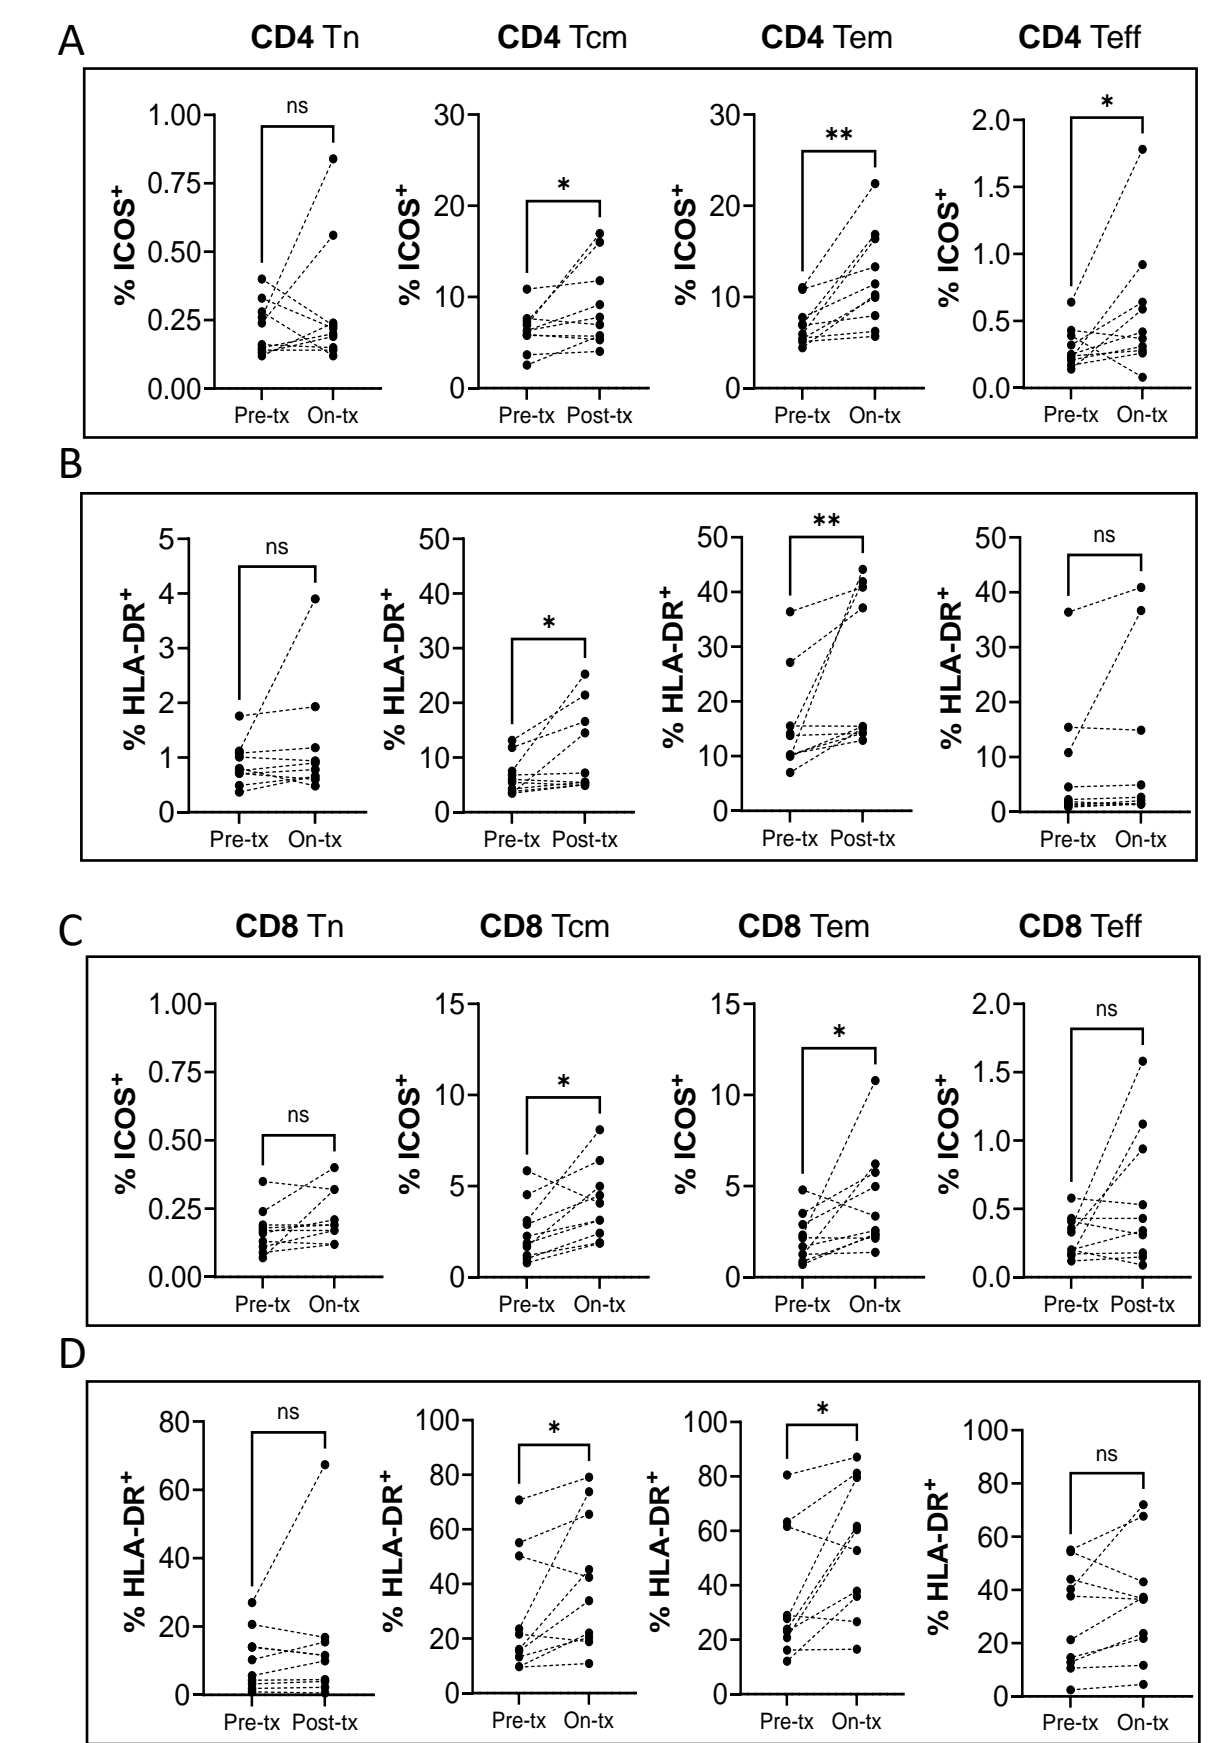 A
CD4 Tn
CD4 Tcm
CD4 Tem
CD4 Teff
% ICOS+
1.00
0.75
0.50
0.25
0.00
ns
Pre-tx On-tx
% ICOS+
30
20
10
0
*
Pre-tx Post-tx
% ICOS+
30
20
10
0
**
Pre-tx On-tx
% ICOS+
2.0
1.5
1.0
0.5
0.0
*
Pre-tx On-tx
B
% HLA-DR+
5
4
3
2
1
0
ns
Pre-tx On-tx
% HLA-DR+
50
40
30
20
10
0
*
Pre-tx Post-tx
% HLA-DR+
50
40
30
20
10
0
**
Pre-tx Post-tx
% HLA-DR+
50
40
30
20
10
0
ns
Pre-tx On-tx
C
CD8 Tn
CD8 Tcm
CD8 Tem
CD8 Teff
% ICOS+
1.00
0.75
0.50
0.25
0.00
ns
Pre-tx On-tx
% ICOS+
15
10
5
0
*
Pre-tx On-tx
% ICOS+
15
10
5
0
*
Pre-tx On-tx
% ICOS+
2.0
1.5
1.0
0.5
0.0
ns
Pre-tx Post-tx
D
% HLA-DR+
80
60
40
20
0
ns
Pre-tx Post-tx
% HLA-DR+
100
80
60
40
20
0
*
Pre-tx On-tx
% HLA-DR+
100
80
60
40
20
0
*
Pre-tx On-tx
% HLA-DR+
100
80
60
40
20
0
ns
Pre-tx On-tx